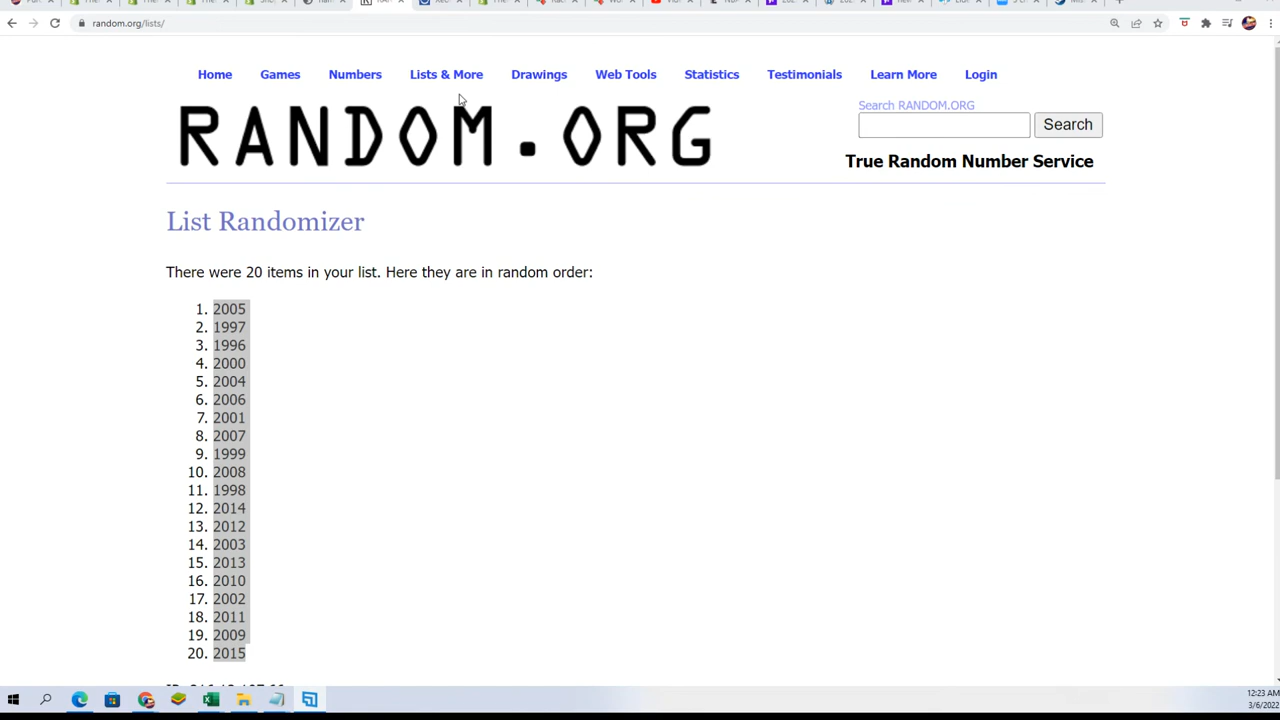 random.org/lists/
Home Games Numbers Lists & More Drawings Web Tools Statistics Testimonials Learn More Login
RANDOM.ORG
Search RANDOM.ORG
Search
True Random Number Service
List Randomizer
There were 20 items in your list. Here they are in random order:
1. 2005
2. 1997
3. 1996
4. 2000
5. 2004
6. 2006
7. 2001
8. 2007
9. 1999
10. 2008
11. 1998
12. 2014
13. 2012
14. 2003
15. 2013
16. 2010
17. 2002
18. 2011
19. 2009
20. 2015
12:23 AM
3/6/2022